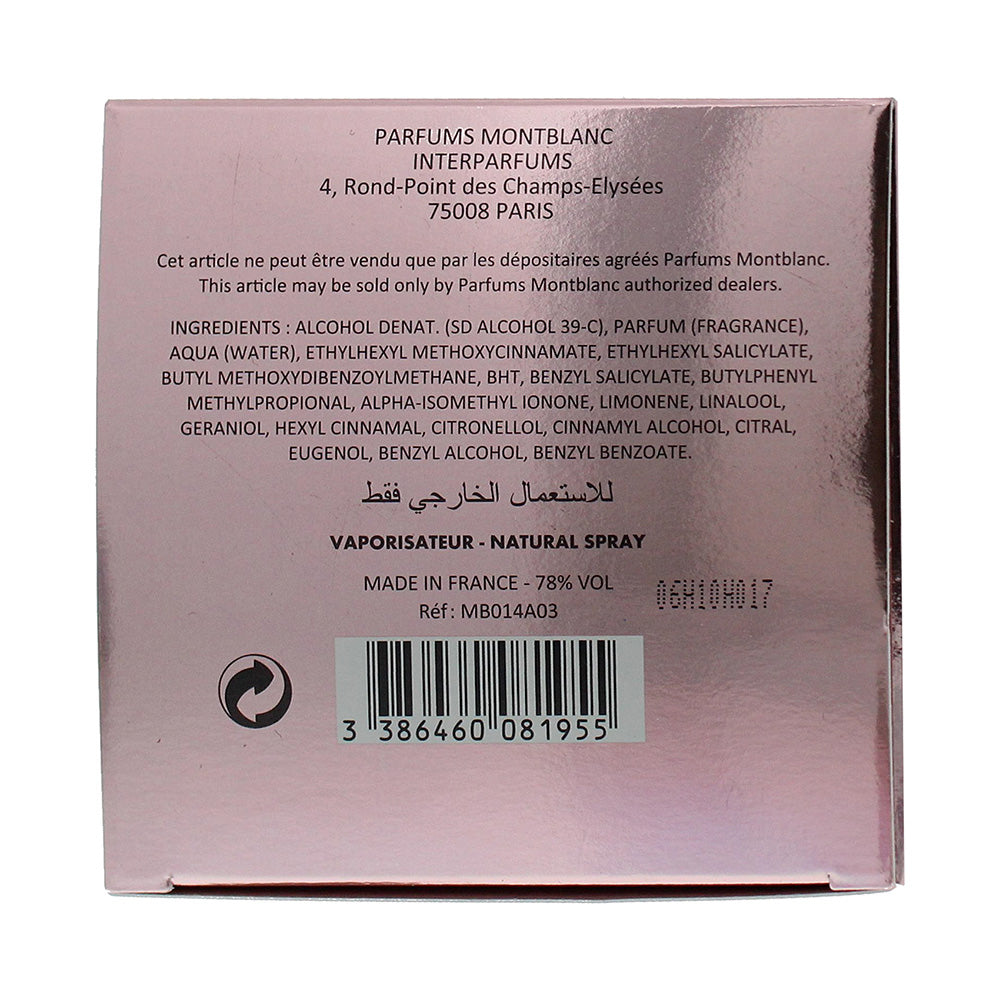 PARFUMS MONTBLANC
INTERPARFUMS
4, Rond-Point des Champs-Elysées
75008 PARIS
Cet article ne peut être vendu que par les dépositaires agréés Parfums Montblanc.
This article may be sold only by Parfums Montblanc authorized dealers.
INGREDIENTS : ALCOHOL DENAT. (SD ALCOHOL 39-C), PARFUM (FRAGRANCE),
AQUA (WATER), ETHYLHEXYL METHOXYCINNAMATE, ETHYLHEXYL SALICYLATE,
BUTYL METHOXYDIBENZOYLMETHANE, BHT, BENZYL SALICYLATE, BUTYLPHENYL
METHYLPROPIONAL, ALPHA-ISOMETHYL IONONE, LIMONENE, LINALOOL,
GERANIOL, HEXYL CINNAMAL, CITRONELLOL, CINNAMYL ALCOHOL, CITRAL,
EUGENOL, BENZYL ALCOHOL, BENZYL BENZOATE.
للاستعمال الخارجي فقط
VAPORISATEUR - NATURAL SPRAY
MADE IN FRANCE - 78% VOL
06H10H017
Réf : MB014A03
3 386460 081955